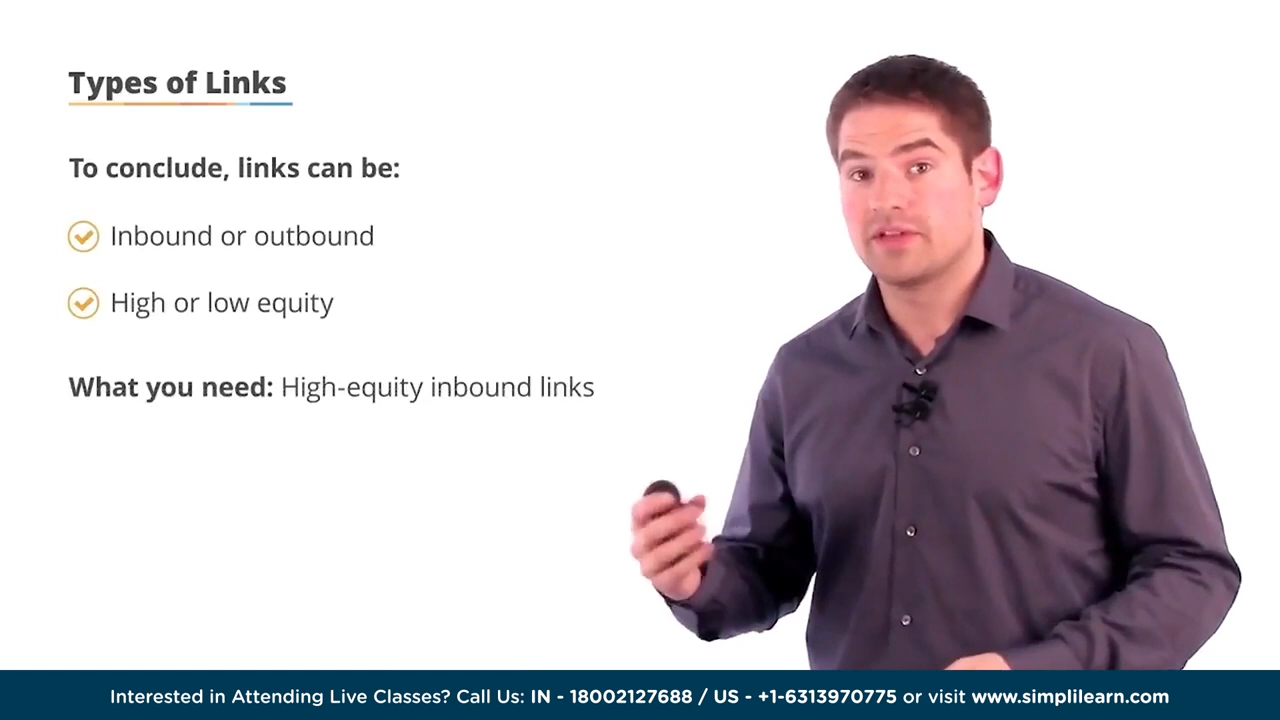 Types of Links
To conclude, links can be:
Inbound or outbound
High or low equity
What you need: High-equity inbound links
Interested in Attending Live Classes? Call Us: IN - 18002127688 / US - +1-6313970775 or visit www.simplilearn.com